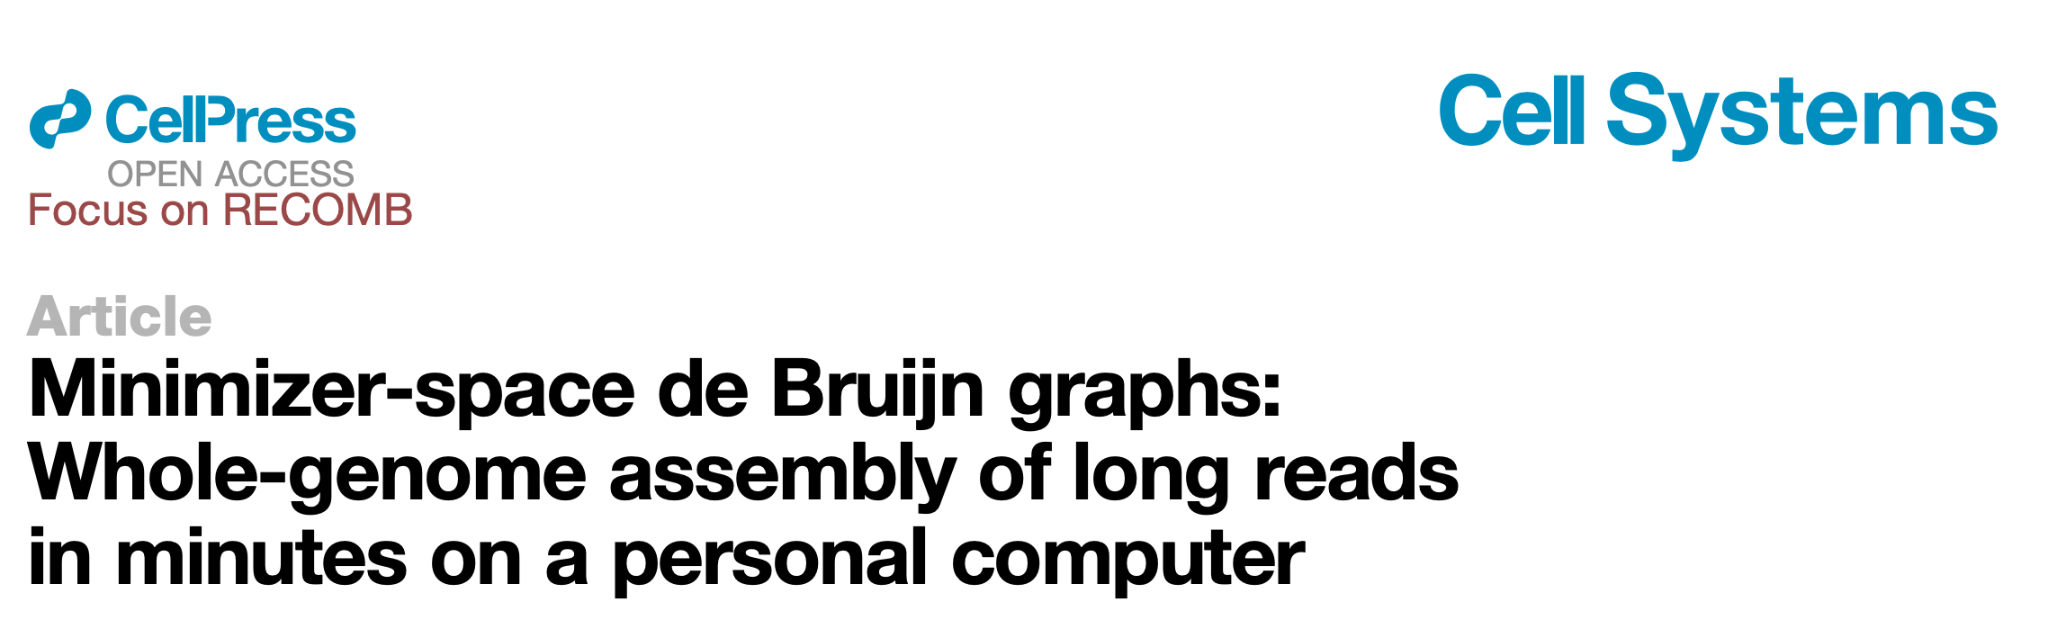 CellPress
OPEN ACCESS
Focus on RECOMB
Cell Systems
Article
Minimizer-space de Bruijn graphs:
Whole-genome assembly of long reads
in minutes on a personal computer